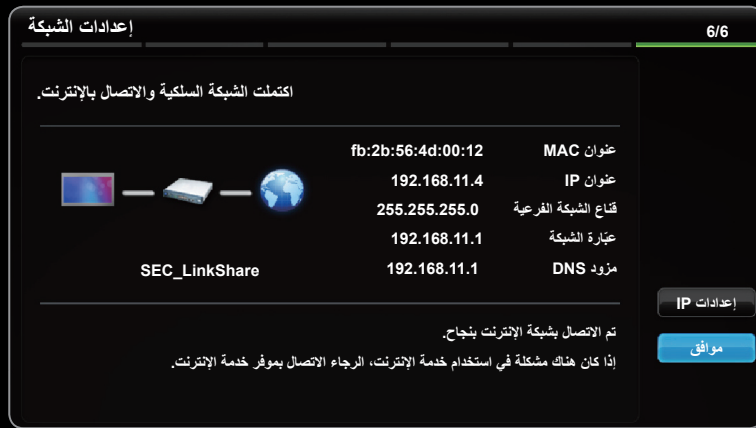 إعدادات الشبكة
6/6
اكتملت الشبكة السلكية والاتصال بالإنترنت.
عنوان MAC fb:2b:56:4d:00:12
عنوان IP 192.168.11.4
قناع الشبكة الفرعية 255.255.255.0
عبّارة الشبكة 192.168.11.1
مزود DNS 192.168.11.1
SEC_LinkShare
تم الاتصال بشبكة الإنترنت بنجاح.
إذا كان هناك مشكلة في استخدام خدمة الإنترنت، الرجاء الاتصال بموفر خدمة الإنترنت.
إعدادات IP
موافق